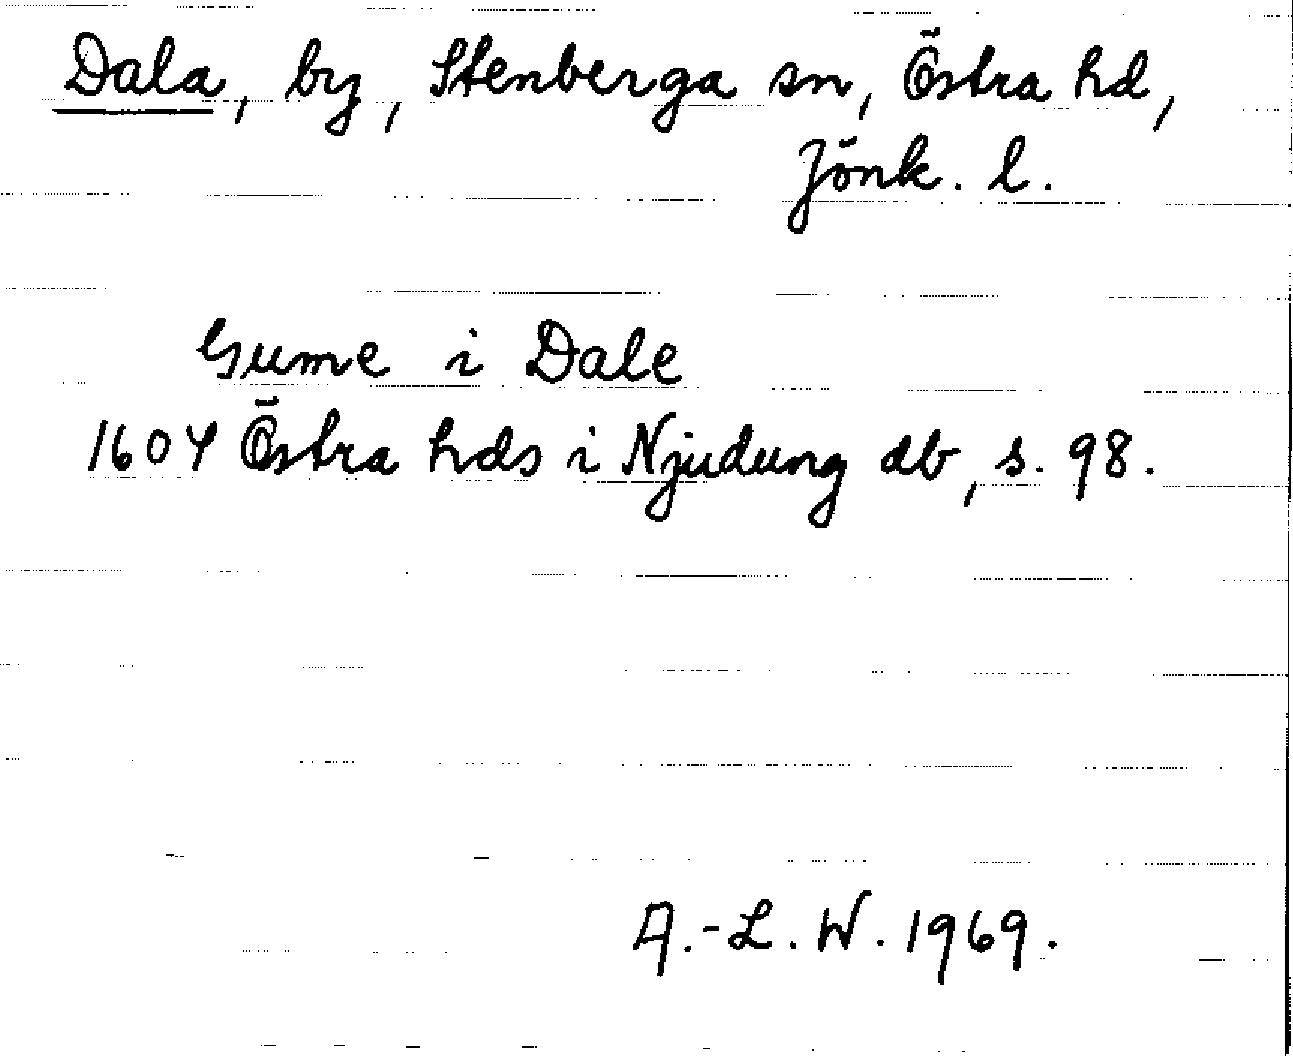 Dala, by, Stenberga sn, Östra hd,
Jönk. l.
Gume i Dale
1604 Östra hds i Njudung db, s. 98.
A.-L. W. 1969.